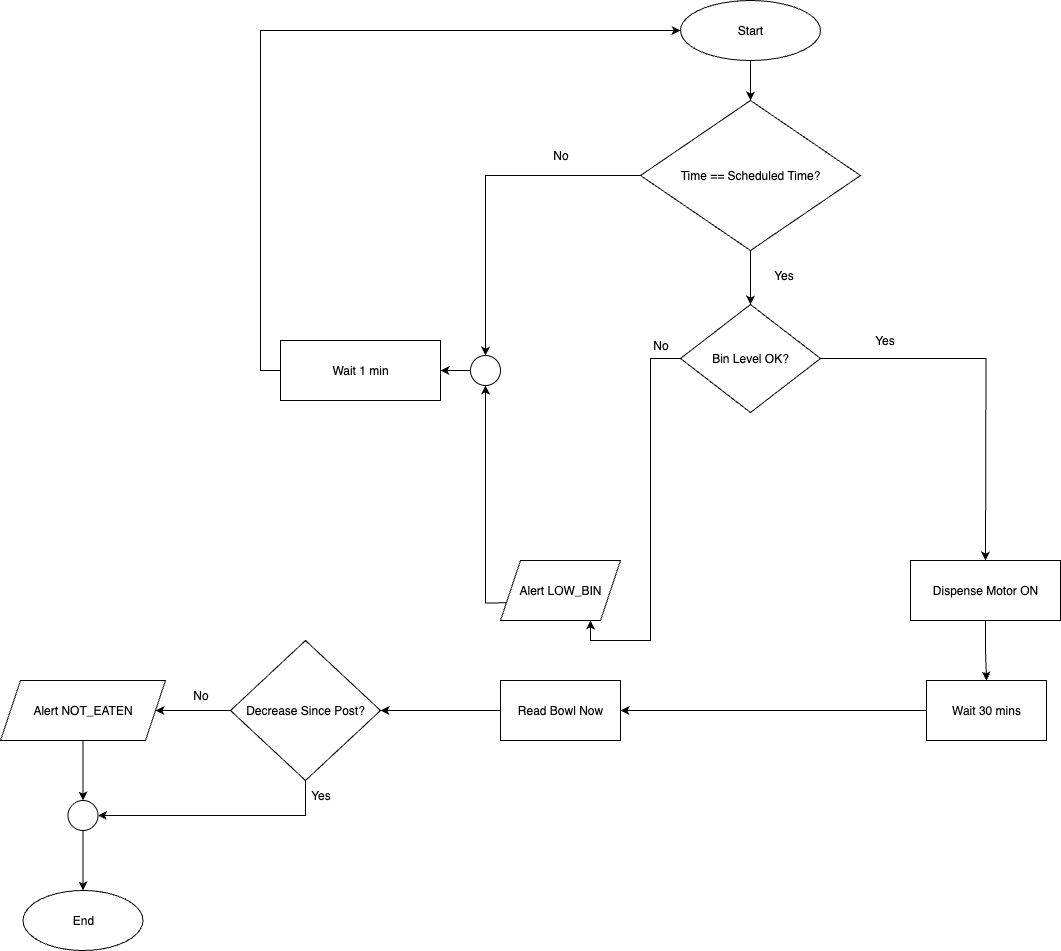 Start
No
Time == Scheduled Time?
Yes
No
Bin Level OK?
Yes
Wait 1 min
Alert LOW_BIN
Dispense Motor ON
Alert NOT_EATEN
No
Decrease Since Post?
Read Bowl Now
Wait 30 mins
Yes
End